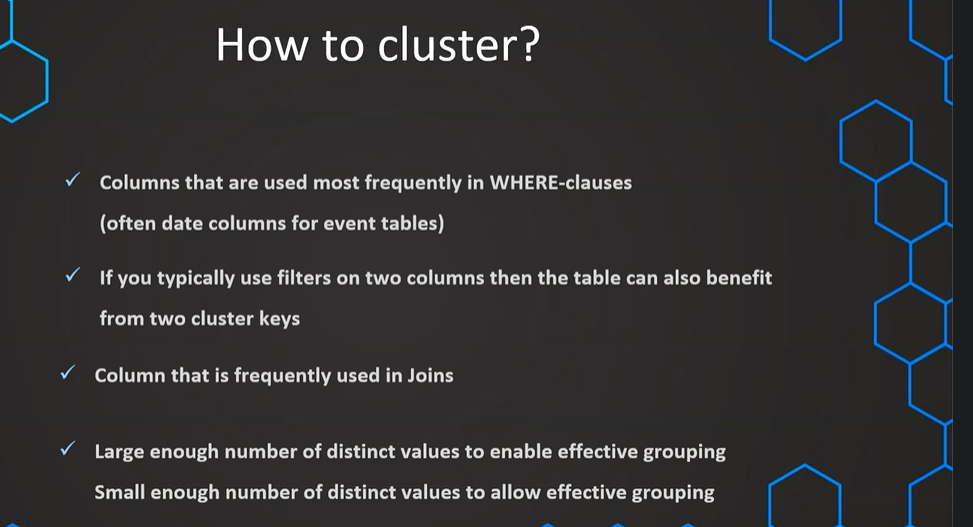 How to cluster?
Columns that are used most frequently in WHERE-clauses
(often date columns for event tables)
If you typically use filters on two columns then the table can also benefit
from two cluster keys
Column that is frequently used in Joins
Large enough number of distinct values to enable effective grouping
Small enough number of distinct values to allow effective grouping